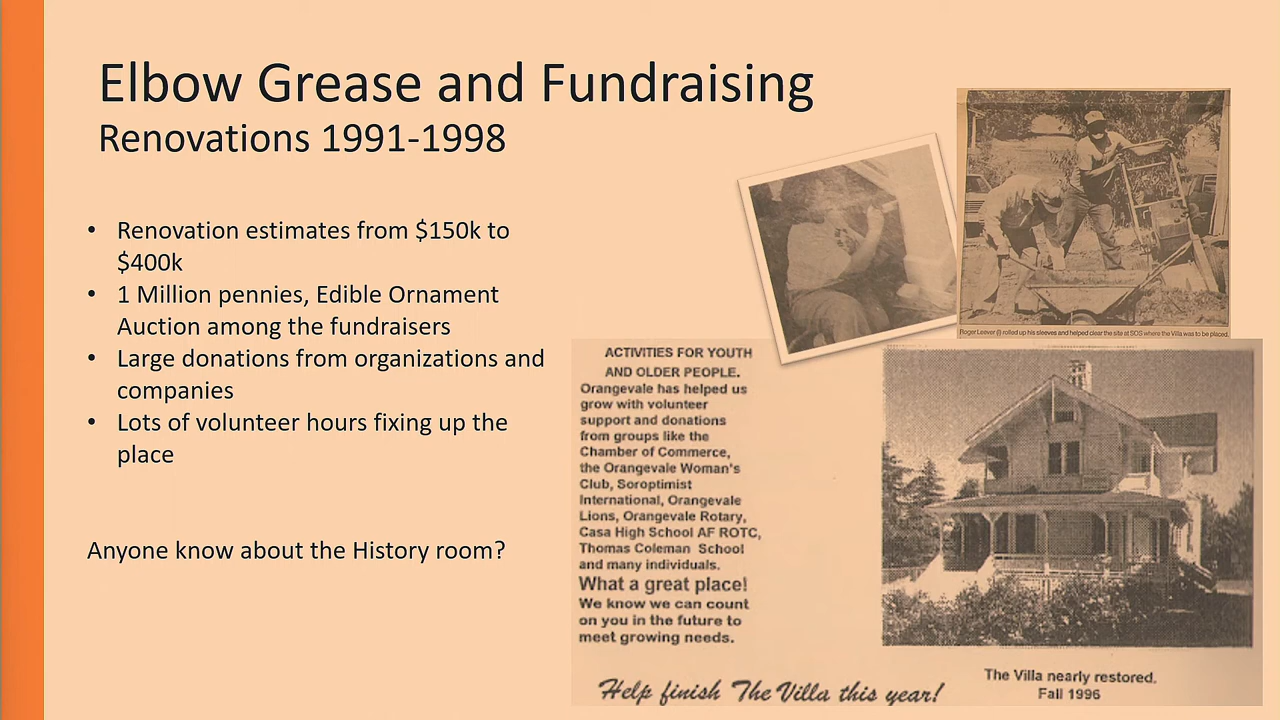 Elbow Grease and Fundraising
Renovations 1991-1998
• Renovation estimates from $150k to
$400k
• 1 Million pennies, Edible Ornament
Auction among the fundraisers
• Large donations from organizations and
companies
• Lots of volunteer hours fixing up the
place
Anyone know about the History room?
Roger Leever (l) rolled up his sleeves and helped clear the site at SOS where the Villa was to be placed.
ACTIVITIES FOR YOUTH
AND OLDER PEOPLE.
Orangevale has helped us
grow with volunteer
support and donations
from groups like the
Chamber of Commerce,
the Orangevale Woman's
Club, Soroptimist
International, Orangevale
Lions, Orangevale Rotary,
Casa High School AF ROTC,
Thomas Coleman School
and many individuals.
What a great place!
We know we can count
on you in the future to
meet growing needs.
Help finish The Villa this year!
The Villa nearly restored.
Fall 1996